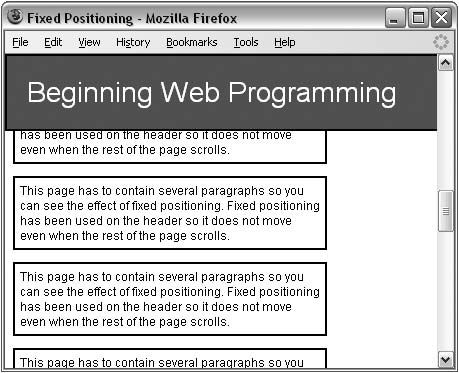 Fixed Positioning - Mozilla Firefox
File Edit View History Bookmarks Tools Help
Beginning Web Programming
has been used on the header so it does not move
even when the rest of the page scrolls.
This page has to contain several paragraphs so you
can see the effect of fixed positioning. Fixed positioning
has been used on the header so it does not move
even when the rest of the page scrolls.
This page has to contain several paragraphs so you
can see the effect of fixed positioning. Fixed positioning
has been used on the header so it does not move
even when the rest of the page scrolls.
This page has to contain several paragraphs so you